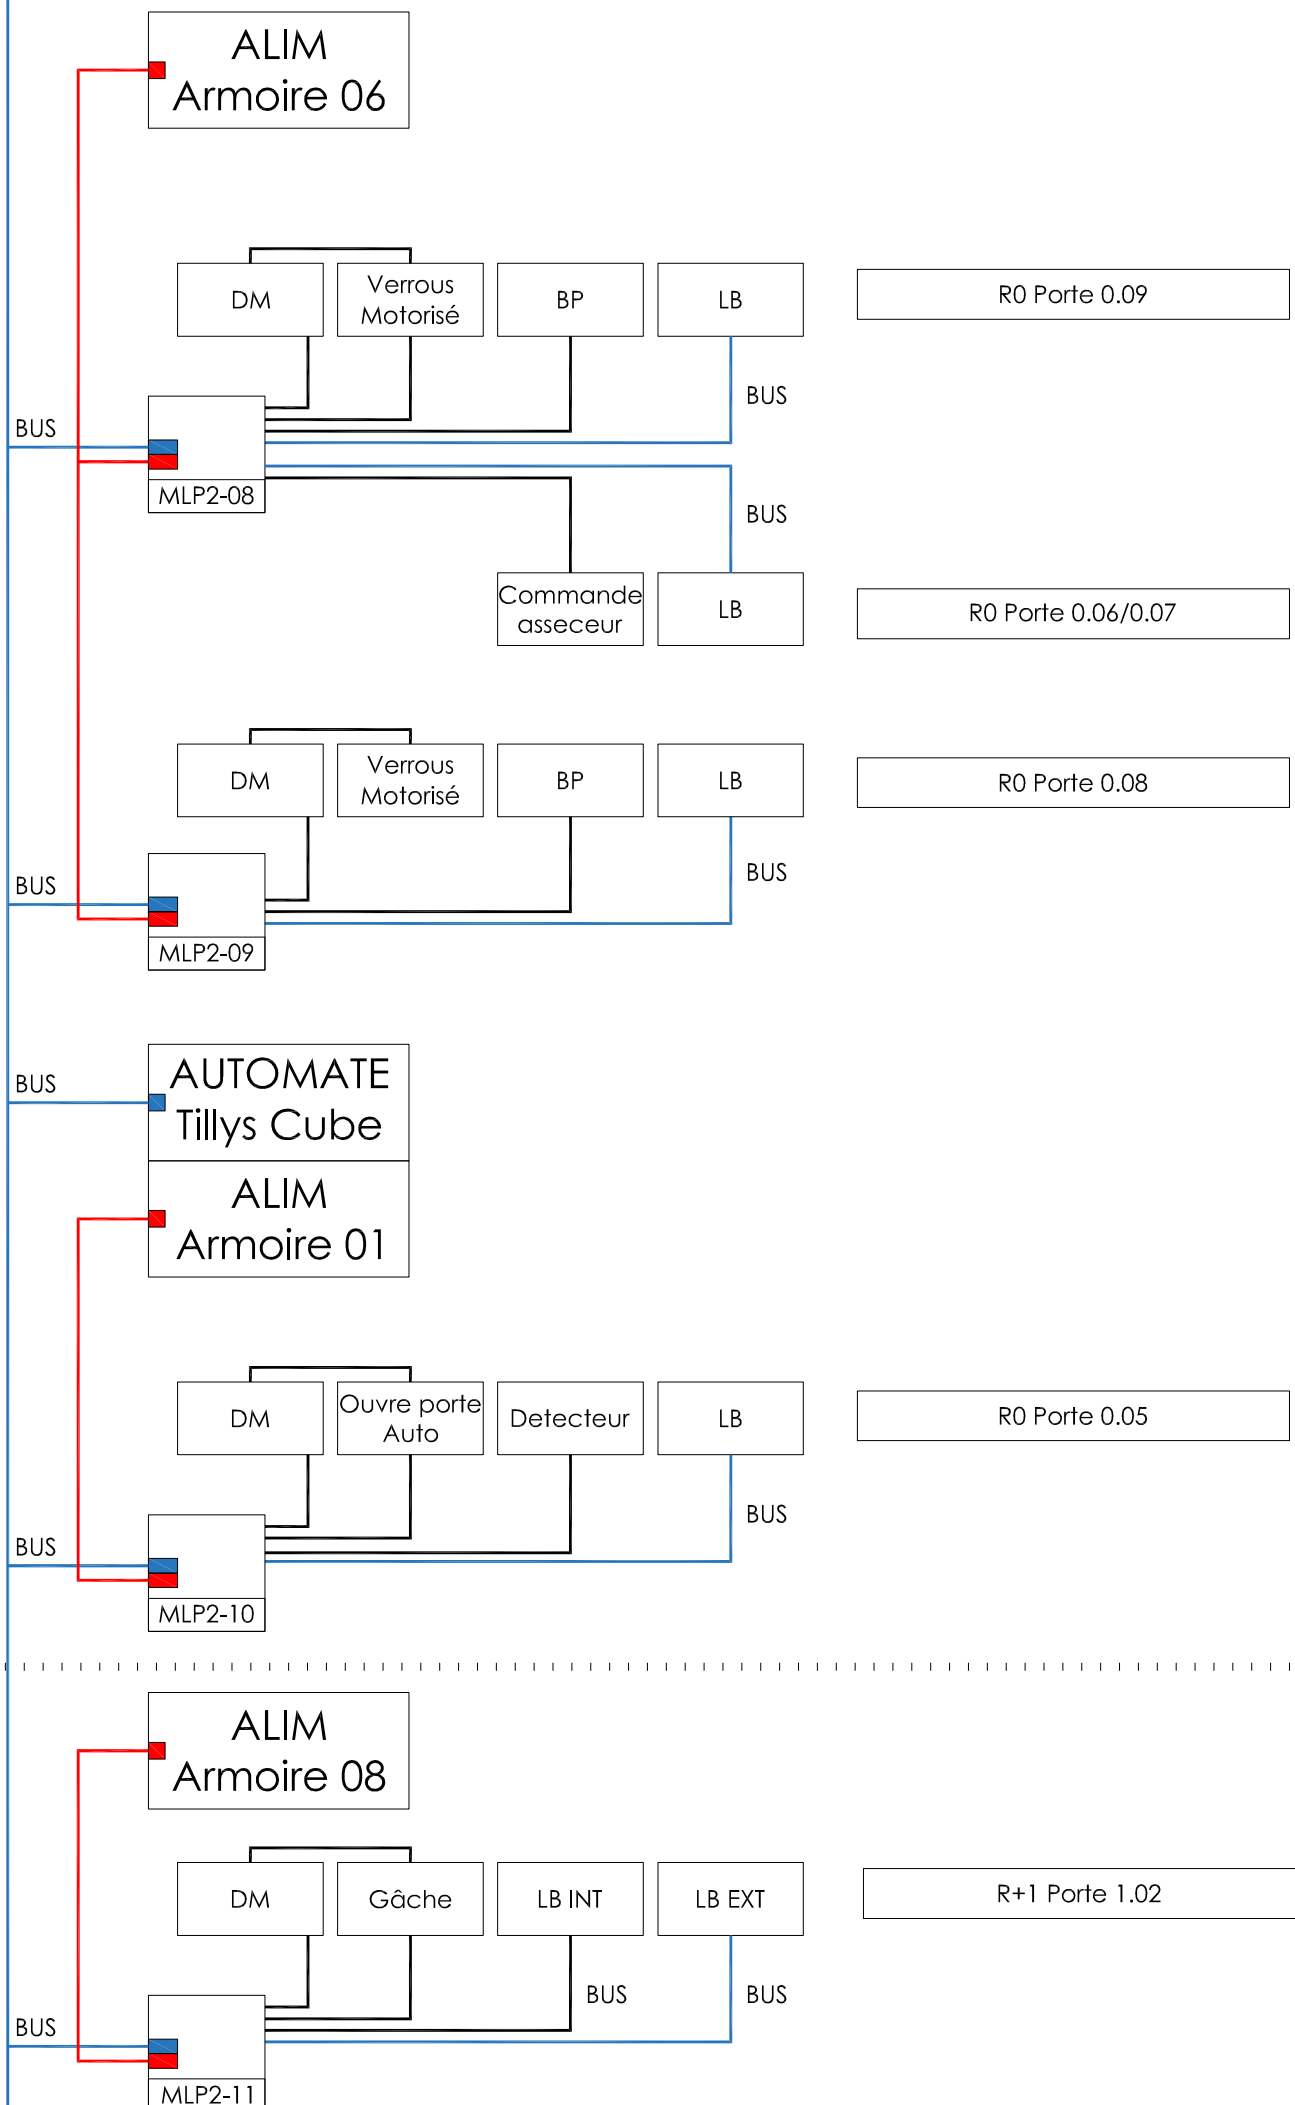 ALIM
Armoire 06
DM
Verrous
Motorisé
BP
LB
R0 Porte 0.09
BUS
BUS
MLP2-08
BUS
Commande
asseceur
LB
R0 Porte 0.06/0.07
DM
Verrous
Motorisé
BP
LB
R0 Porte 0.08
BUS
BUS
MLP2-09
BUS
AUTOMATE
Tillys Cube
ALIM
Armoire 01
DM
Ouvre porte
Auto
Detecteur
LB
R0 Porte 0.05
BUS
BUS
MLP2-10
ALIM
Armoire 08
DM
Gâche
LB INT
LB EXT
R+1 Porte 1.02
BUS
BUS
BUS
MLP2-11